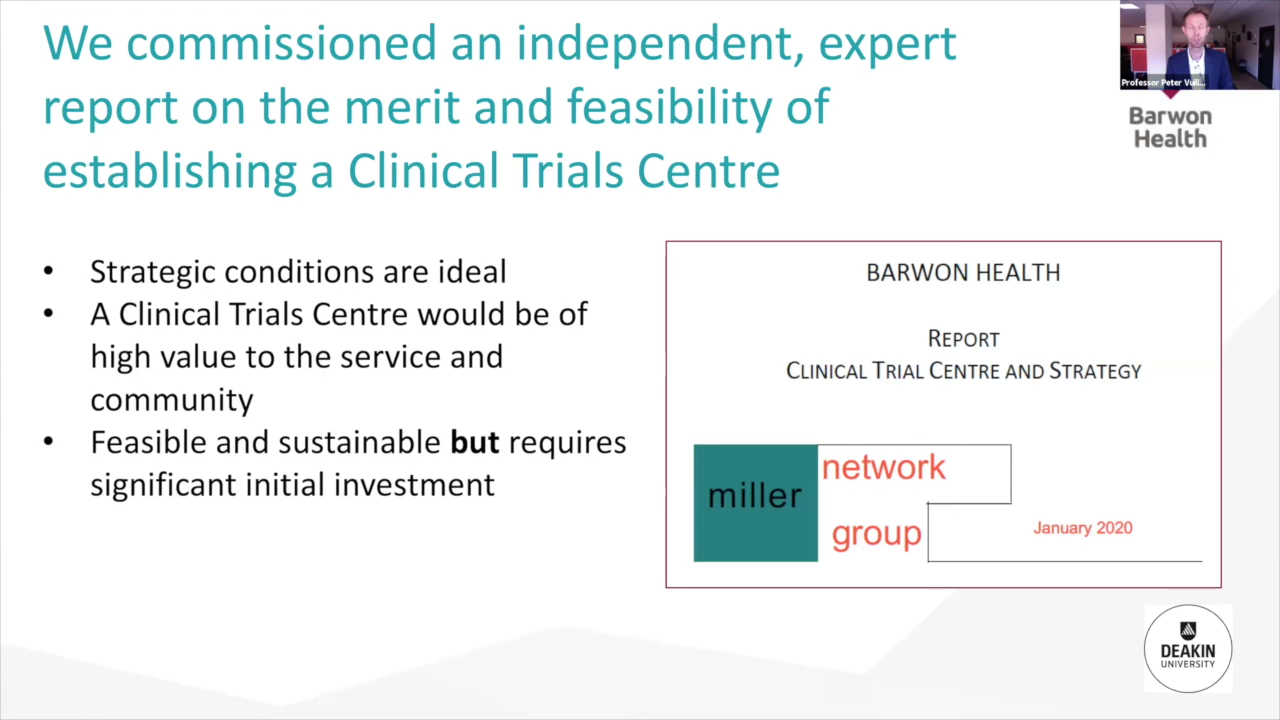 We commissioned an independent, expert
report on the merit and feasibility of
establishing a Clinical Trials Centre
Professor Peter Vuil...
Barwon
Health
• Strategic conditions are ideal
• A Clinical Trials Centre would be of
high value to the service and
community
• Feasible and sustainable but requires
significant initial investment
BARWON HEALTH
REPORT
CLINICAL TRIAL CENTRE AND STRATEGY
miller
network
group
January 2020
DEAKIN
UNIVERSITY